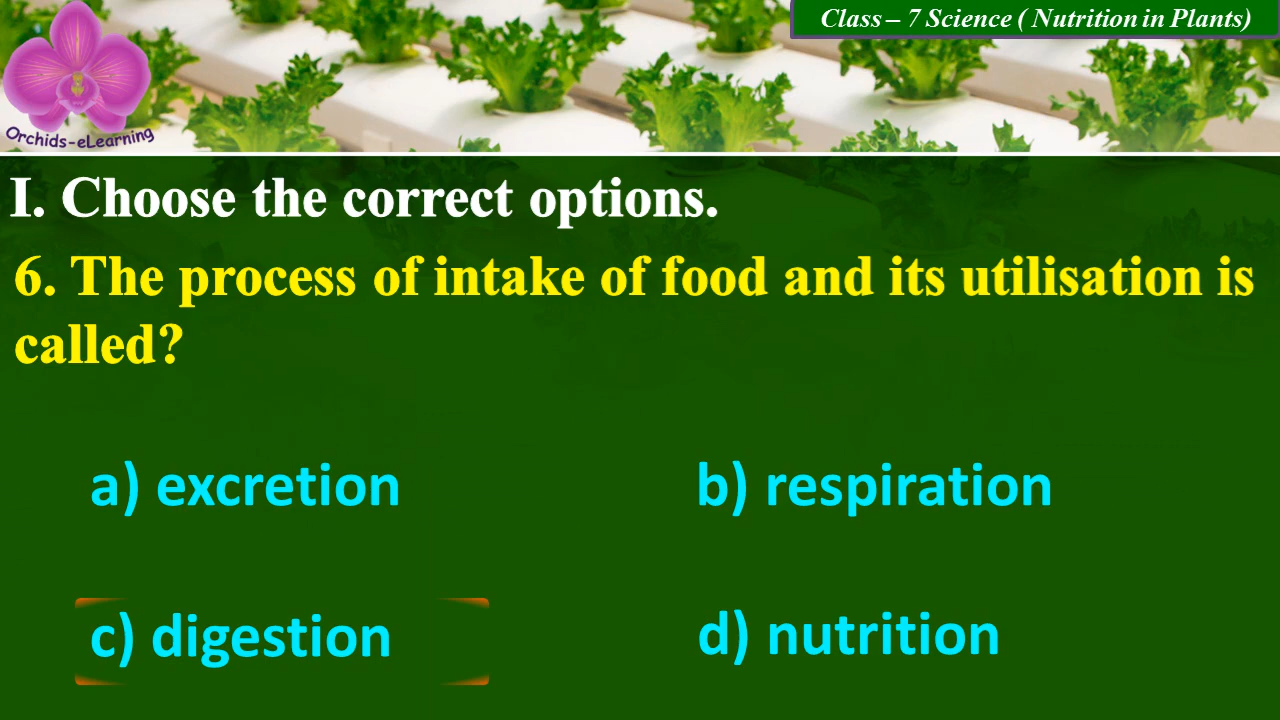 Class – 7 Science ( Nutrition in Plants)
Orchids-eLearning
I. Choose the correct options.
6. The process of intake of food and its utilisation is
called?
a) excretion
b) respiration
c) digestion
d) nutrition